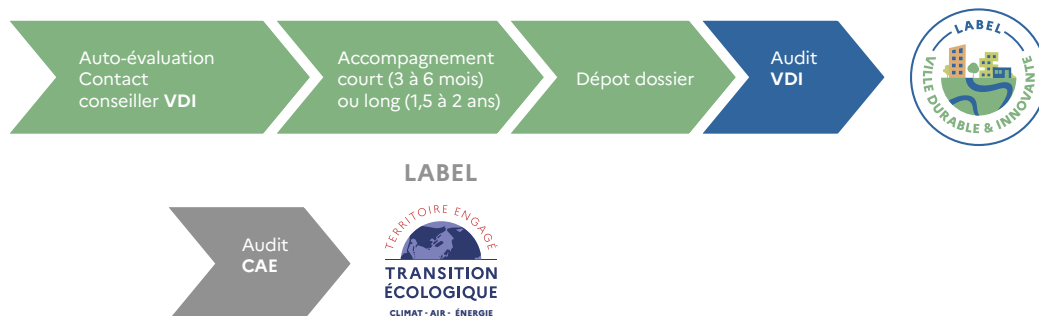 Auto-évaluation
Contact
conseiller VDI
Accompagnement
court (3 à 6 mois)
ou long (1,5 à 2 ans)
Dépot dossier
Audit
VDI
LABEL
VILLE DURABLE & INNOVANTE
LABEL
Audit
CAE
TERRITOIRE ENGAGÉ
TRANSITION
ÉCOLOGIQUE
CLIMAT - AIR - ÉNERGIE